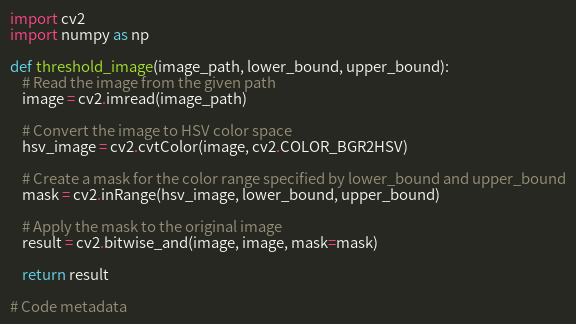 import cv2
import numpy as np
def threshold_image(image_path, lower_bound, upper_bound):
# Read the image from the given path
image = cv2.imread(image_path)
# Convert the image to HSV color space
hsv_image = cv2.cvtColor(image, cv2.COLOR_BGR2HSV)
# Create a mask for the color range specified by lower_bound and upper_bound
mask = cv2.inRange(hsv_image, lower_bound, upper_bound)
# Apply the mask to the original image
result = cv2.bitwise_and(image, image, mask=mask)
return result
# Code metadata